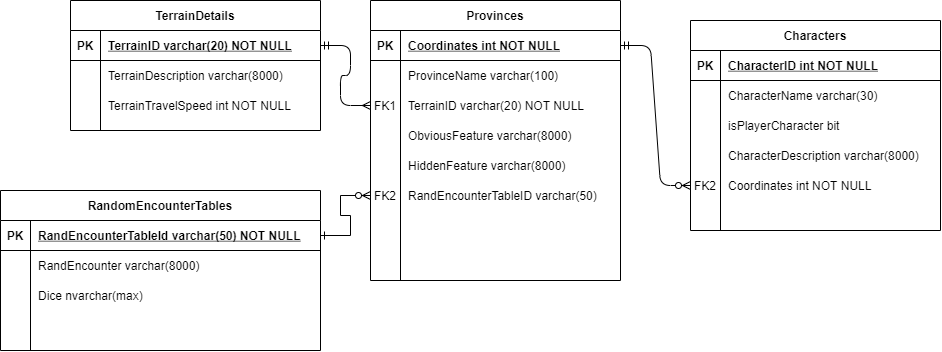 TerrainDetails
PK TerrainID varchar(20) NOT NULL
TerrainDescription varchar(8000)
TerrainTravelSpeed int NOT NULL
Provinces
PK Coordinates int NOT NULL
ProvinceName varchar(100)
FK1 TerrainID varchar(20) NOT NULL
ObviousFeature varchar(8000)
HiddenFeature varchar(8000)
FK2 RandEncounterTableID varchar(50)
Characters
PK CharacterID int NOT NULL
CharacterName varchar(30)
isPlayerCharacter bit
CharacterDescription varchar(8000)
FK2 Coordinates int NOT NULL
RandomEncounterTables
PK RandEncounterTableId varchar(50) NOT NULL
RandEncounter varchar(8000)
Dice nvarchar(max)